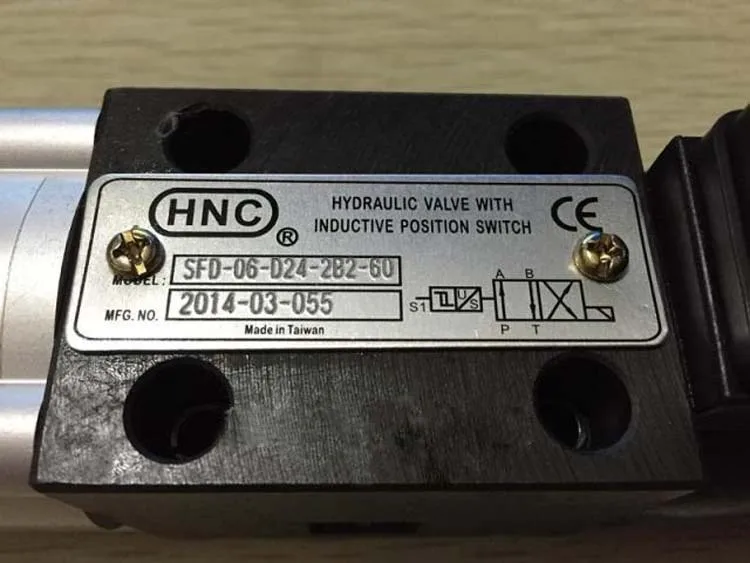 HNC ®
HYDRAULIC VALVE WITH
INDUCTIVE POSITION SWITCH
CE
MODEL: SFD-06-D24-2B2-60
MFG. NO. 2014-03-055
Made in Taiwan
S1
U
S
A B
P T